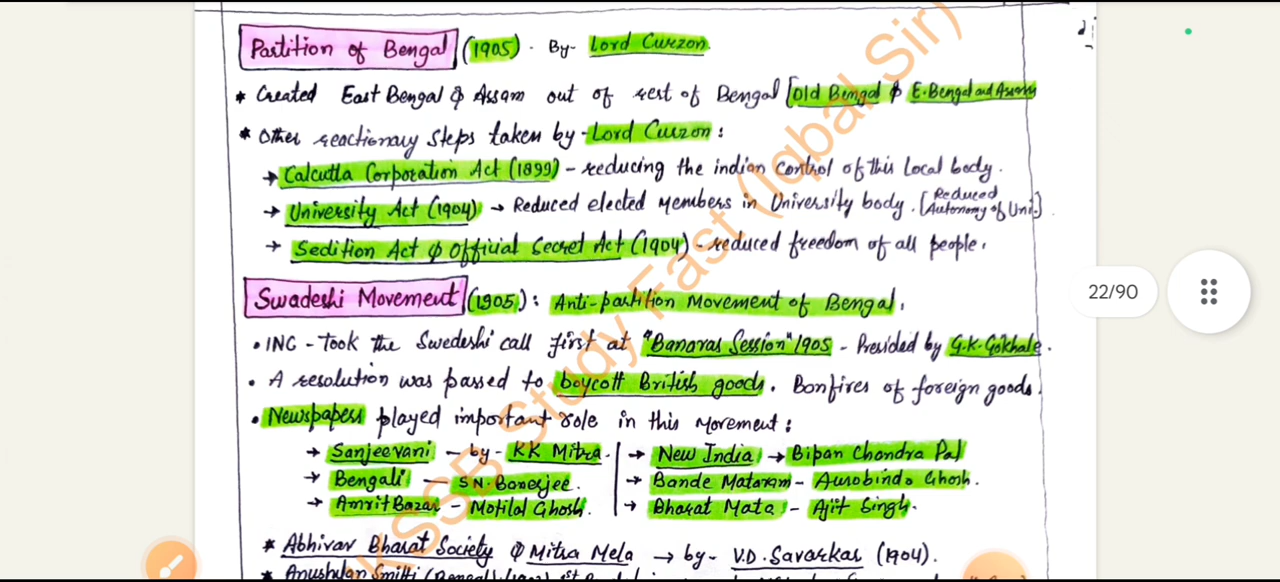 Partition of Bengal (1905). By- Lord Curzon.
* Created East Bengal & Assam out of rest of Bengal [old Bengal & E.Bengal and Assam]
* Other reactionary steps taken by - Lord Curzon :
→ Calcutta Corporation Act (1899) - reducing the indian control of this Local body.
→ University Act (1904) → Reduced elected Members in University body. [Reduced Autonomy of Uni.]
→ Sedition Act & Official Secret Act (1904) - reduced freedom of all people.
Swadeshi Movement (1905) : Anti-partition Movement of Bengal.
• INC - Took the Swedeshi call first at "Banaras Session" 1905 - Presided by G.K. Gokhale.
22/90
• A resolution was passed to boycott British goods. Bonfires of foreign goods.
• Newspapers played important role in this Movement :
→ Sanjeevani - by - KK Mitra. | → New India → Bipan Chandra Pal
→ Bengali - S.N. Banerjee. | → Bande Mataram - Aurobindo Ghosh.
→ Amrit Bazar - Motilal Ghosh. | → Bharat Mata - Ajit Singh.
* Abhivav Bharat Society & Mitra Mela → by - V.D. Savarkar (1904).
KSSB Study Fast (Iqbal Sir)